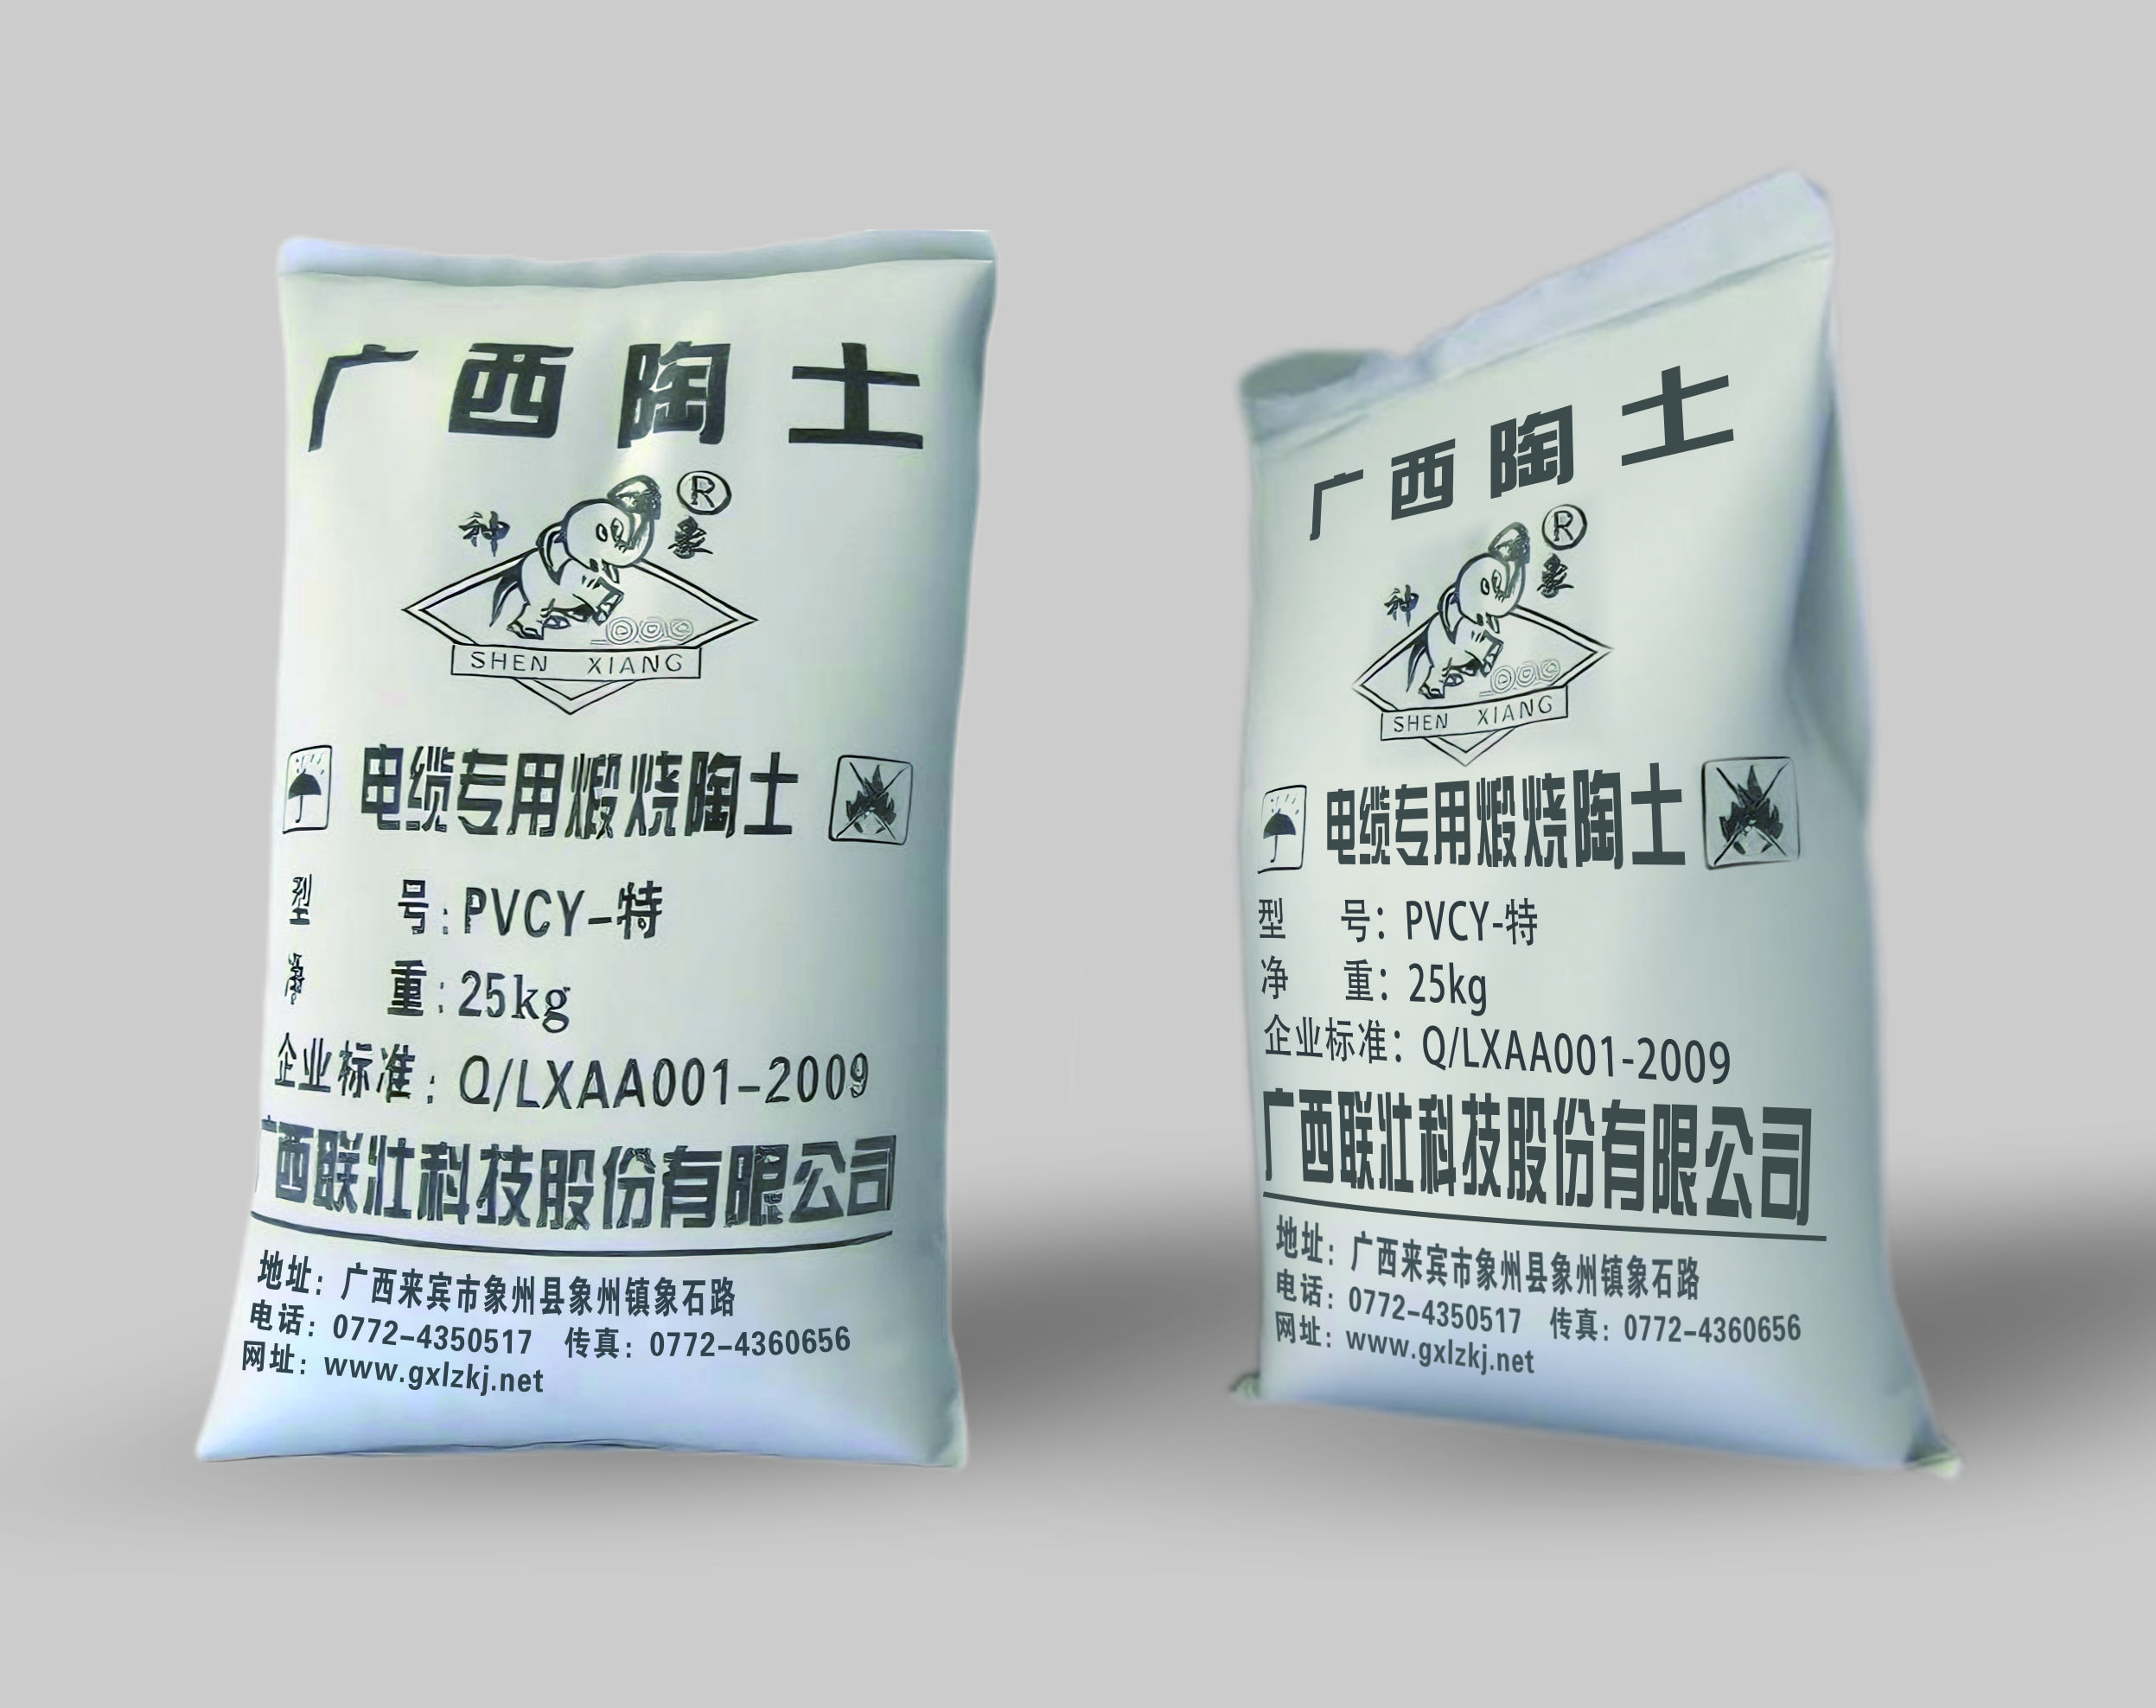 广西陶土
神 象 ®
SHEN XIANG
电缆专用煅烧陶土
型 号：PVCY-特
净 重：25kg
企业标准：Q/LXAA001-2009
广西联壮科技股份有限公司
地址：广西来宾市象州县象州镇象石路
电话：0772-4350517 传真：0772-4360656
网址：www.gxlzkj.net
广西陶土
神 象 ®
SHEN XIANG
电缆专用煅烧陶土
型 号：PVCY-特
净 重：25kg
企业标准：Q/LXAA001-2009
广西联壮科技股份有限公司
地址：广西来宾市象州县象州镇象石路
电话：0772-4350517 传真：0772-4360656
网址：www.gxlzkj.net